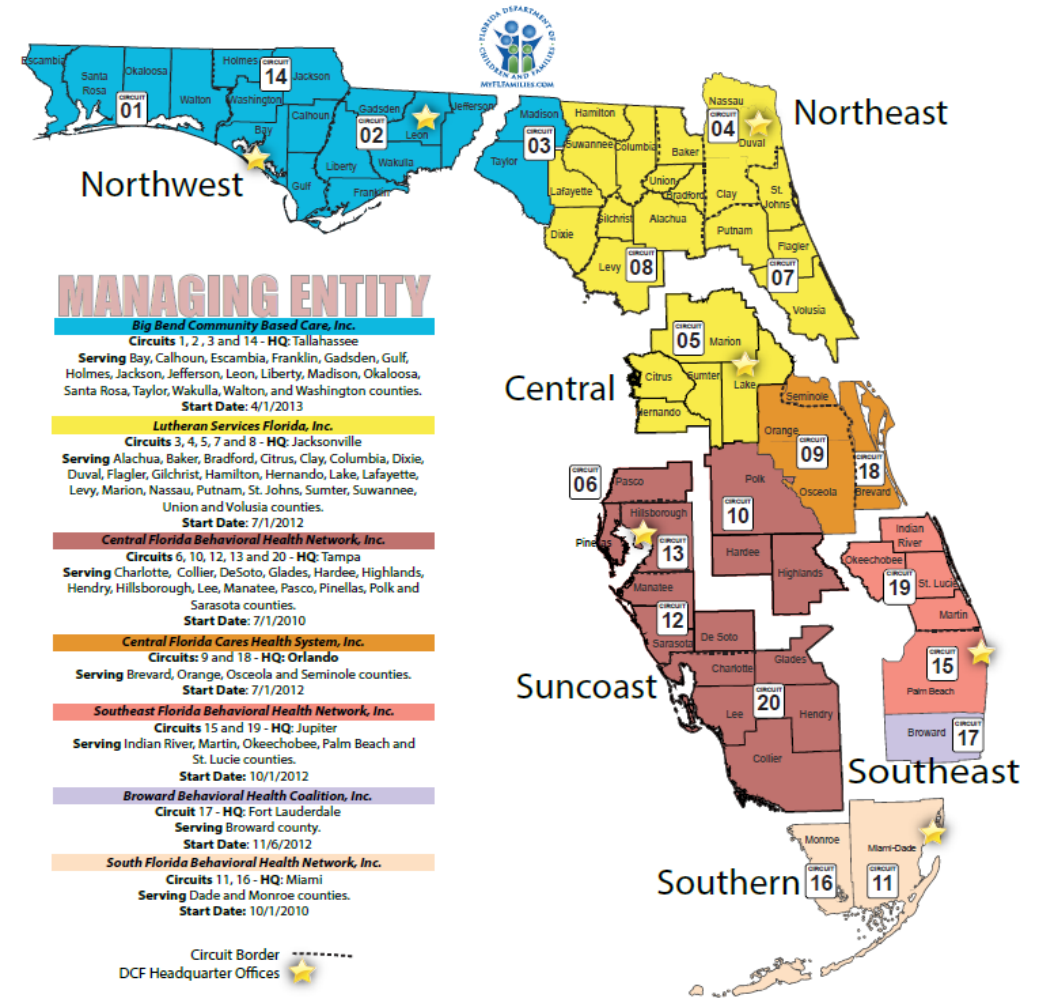 FLORIDA DEPARTMENT OF
CHILDREN AND FAMILIES
MYFLFAMILIES.COM
Escambia
Santa
Rosa
Okaloosa
Walton
Holmes
CIRCUIT
14
Jackson
Washington
Bay
Calhoun
Gulf
CIRCUIT
01
Gadsden
CIRCUIT
02
Leon
Jefferson
Liberty
Wakulla
Franklin
Northwest
Madison
CIRCUIT
03
Taylor
Hamilton
Suwannee
Columbia
Lafayette
Dixie
Baker
Union
Bradford
Gilchrist
Alachua
Levy
CIRCUIT
08
Nassau
CIRCUIT
04
Duval
Clay
St.
Johns
Putnam
Flagler
CIRCUIT
07
Volusia
Northeast
CIRCUIT
05
Marion
Citrus
Sumter
Lake
Hernando
Central
Seminole
Orange
CIRCUIT
09
Osceola
CIRCUIT
18
Brevard
CIRCUIT
06
Pasco
Hillsborough
Pinellas
CIRCUIT
13
Polk
CIRCUIT
10
Hardee
Highlands
Manatee
CIRCUIT
12
Sarasota
De Soto
Charlotte
Glades
CIRCUIT
20
Lee
Hendry
Collier
Suncoast
Indian
River
Okeechobee
CIRCUIT
19
St. Lucie
Martin
CIRCUIT
15
Palm Beach
Broward
CIRCUIT
17
Southeast
Monroe
CIRCUIT
16
Miami-Dade
CIRCUIT
11
Southern
MANAGING ENTITY
Big Bend Community Based Care, Inc.
Circuits 1, 2 , 3 and 14 - HQ: Tallahassee
Serving Bay, Calhoun, Escambia, Franklin, Gadsden, Gulf,
Holmes, Jackson, Jefferson, Leon, Liberty, Madison, Okaloosa,
Santa Rosa, Taylor, Wakulla, Walton, and Washington counties.
Start Date: 4/1/2013
Lutheran Services Florida, Inc.
Circuits 3, 4, 5, 7 and 8 - HQ: Jacksonville
Serving Alachua, Baker, Bradford, Citrus, Clay, Columbia, Dixie,
Duval, Flagler, Gilchrist, Hamilton, Hernando, Lake, Lafayette,
Levy, Marion, Nassau, Putnam, St. Johns, Sumter, Suwannee,
Union and Volusia counties.
Start Date: 7/1/2012
Central Florida Behavioral Health Network, Inc.
Circuits 6, 10, 12, 13 and 20 - HQ: Tampa
Serving Charlotte, Collier, DeSoto, Glades, Hardee, Highlands,
Hendry, Hillsborough, Lee, Manatee, Pasco, Pinellas, Polk and
Sarasota counties.
Start Date: 7/1/2010
Central Florida Cares Health System, Inc.
Circuits: 9 and 18 - HQ: Orlando
Serving Brevard, Orange, Osceola and Seminole counties.
Start Date: 7/1/2012
Southeast Florida Behavioral Health Network, Inc.
Circuits 15 and 19 - HQ: Jupiter
Serving Indian River, Martin, Okeechobee, Palm Beach and
St. Lucie counties.
Start Date: 10/1/2012
Broward Behavioral Health Coalition, Inc.
Circuit 17 - HQ: Fort Lauderdale
Serving Broward county.
Start Date: 11/6/2012
South Florida Behavioral Health Network, Inc.
Circuits 11, 16 - HQ: Miami
Serving Dade and Monroe counties.
Start Date: 10/1/2010
Circuit Border
DCF Headquarter Offices